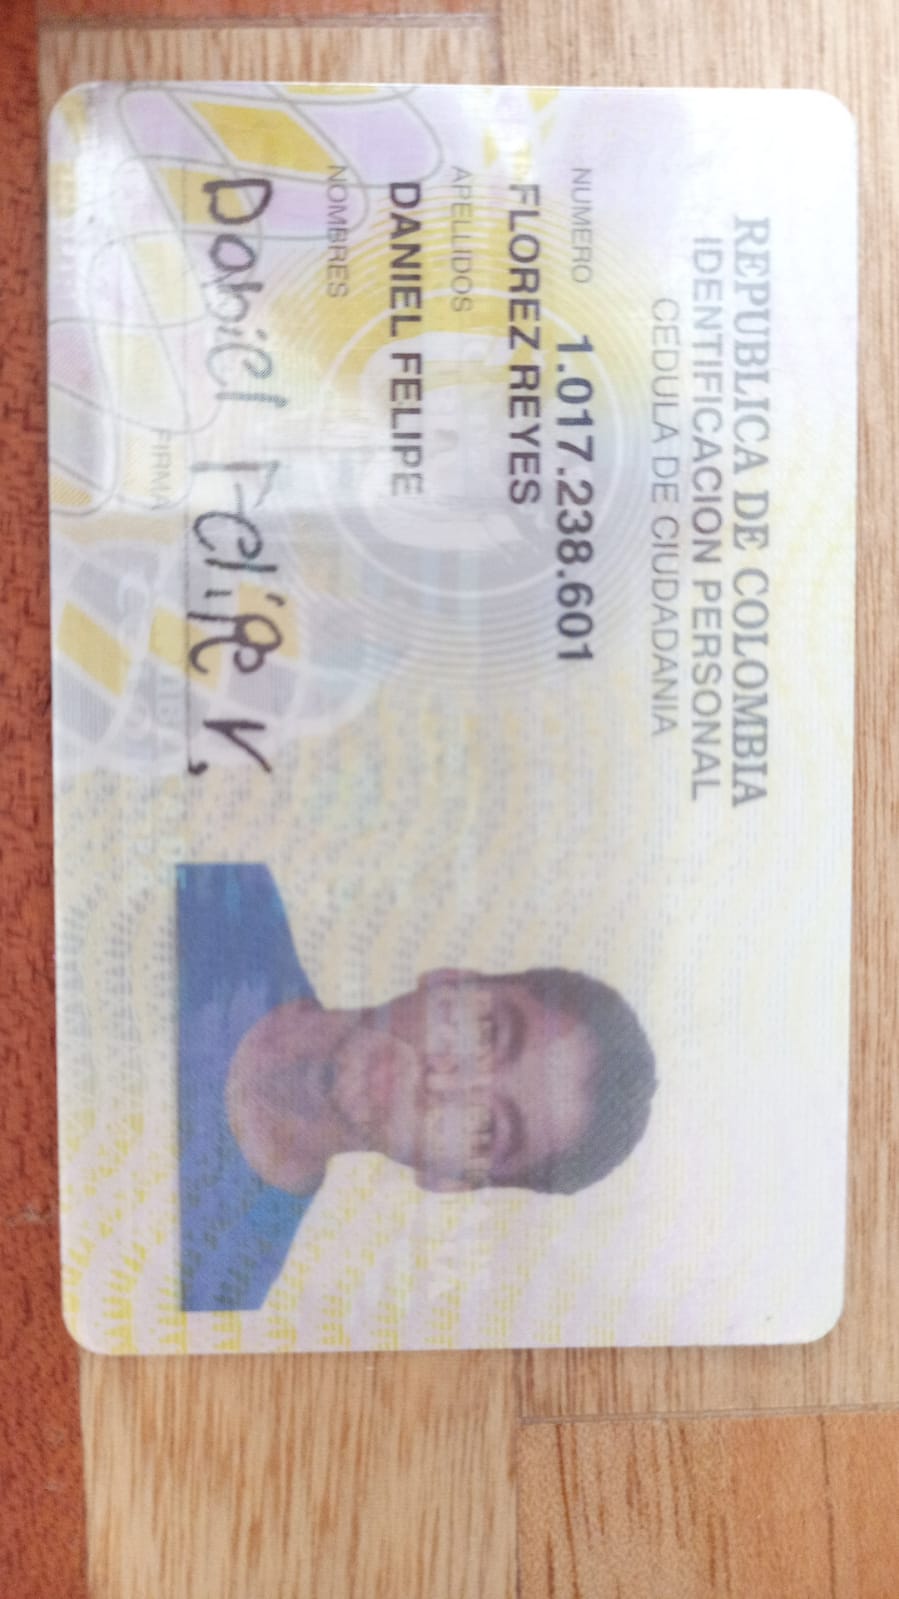 REPUBLICA DE COLOMBIA
IDENTIFICACION PERSONAL
CEDULA DE CIUDADANIA
NUMERO 1.017.238.601
FLOREZ REYES
APELLIDOS
DANIEL FELIPE
NOMBRES
Daniel Felipe
FIRMA